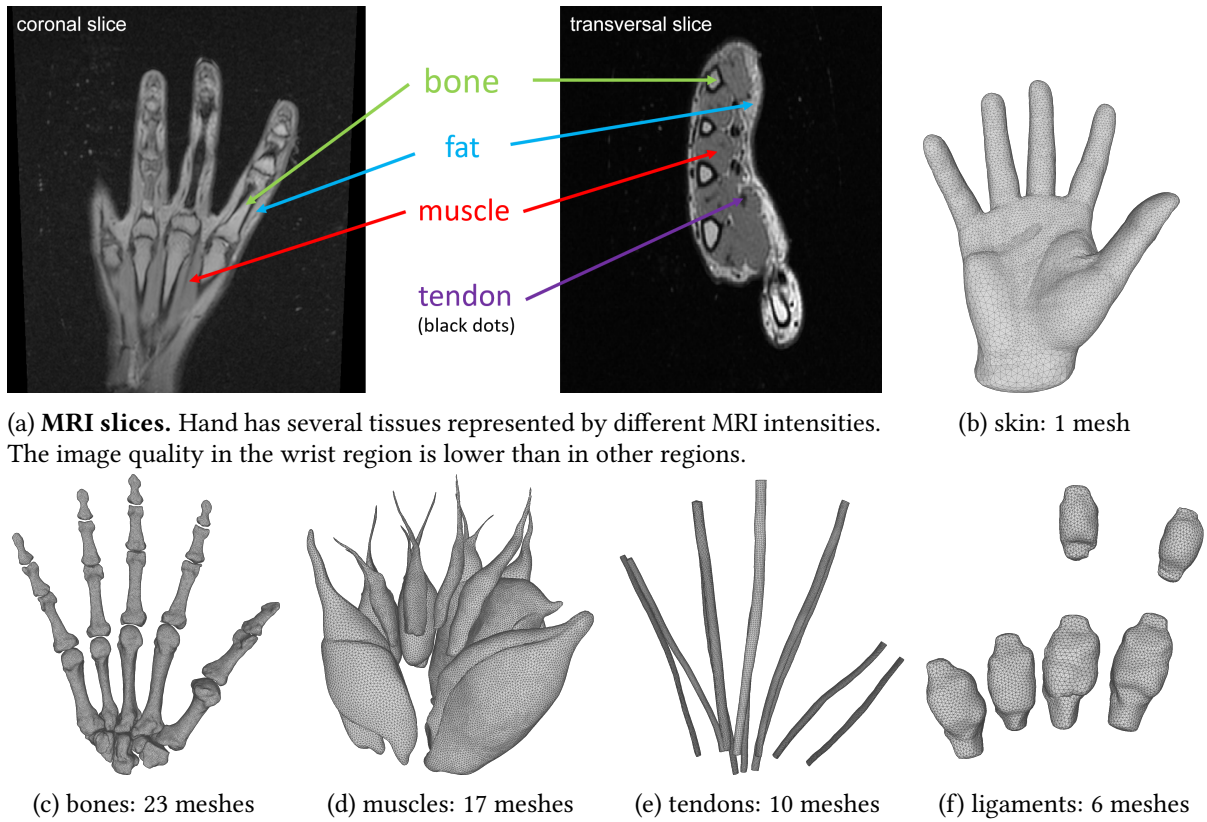 coronal slice
transversal slice
bone
fat
muscle
tendon
(black dots)
(a) MRI slices. Hand has several tissues represented by different MRI intensities.
The image quality in the wrist region is lower than in other regions.
(b) skin: 1 mesh
(c) bones: 23 meshes
(d) muscles: 17 meshes
(e) tendons: 10 meshes
(f) ligaments: 6 meshes